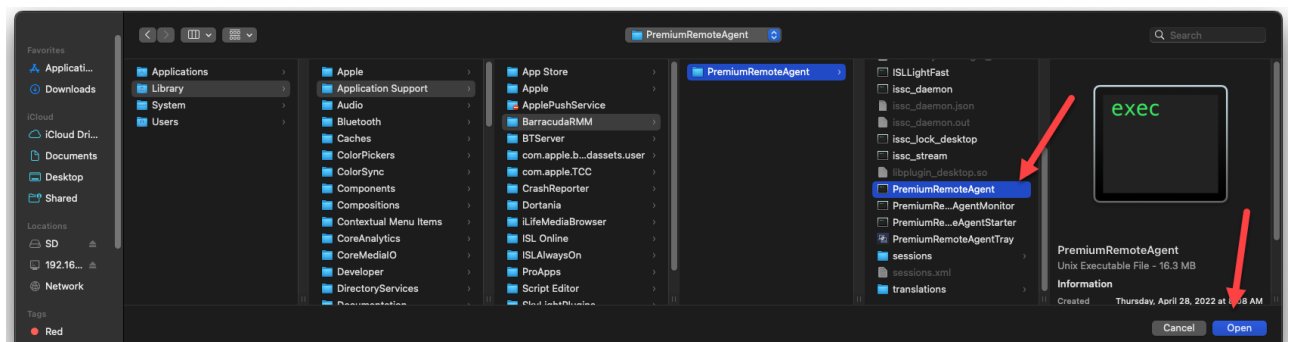 PremiumRemoteAgent
Search
Favorites
Applicati...
Downloads
iCloud
iCloud Dri...
Documents
Desktop
Shared
Locations
SD
192.16...
Network
Tags
Red
Applications
Library
System
Users
Apple
Application Support
Audio
Bluetooth
Caches
ColorPickers
ColorSync
Components
Compositions
Contextual Menu Items
CoreAnalytics
CoreMediaIO
Developer
DirectoryServices
Documentation
App Store
Apple
ApplePushService
BarracudaRMM
BTServer
com.apple.b...dassets.user
com.apple.TCC
CrashReporter
Dortania
iLifeMediaBrowser
ISL Online
ISLAlwaysOn
ProApps
Script Editor
SkyLightPlugins
PremiumRemoteAgent
ISLLightFast
issc_daemon
issc_daemon.json
issc_daemon.out
issc_lock_desktop
issc_stream
libplugin_desktop.so
PremiumRemoteAgent
PremiumRe...AgentMonitor
PremiumRe...eAgentStarter
PremiumRemoteAgentTray
sessions
sessions.xml
translations
exec
PremiumRemoteAgent
Unix Executable File - 16.3 MB
Information
Created Thursday, April 28, 2022 at AM
Cancel
Open